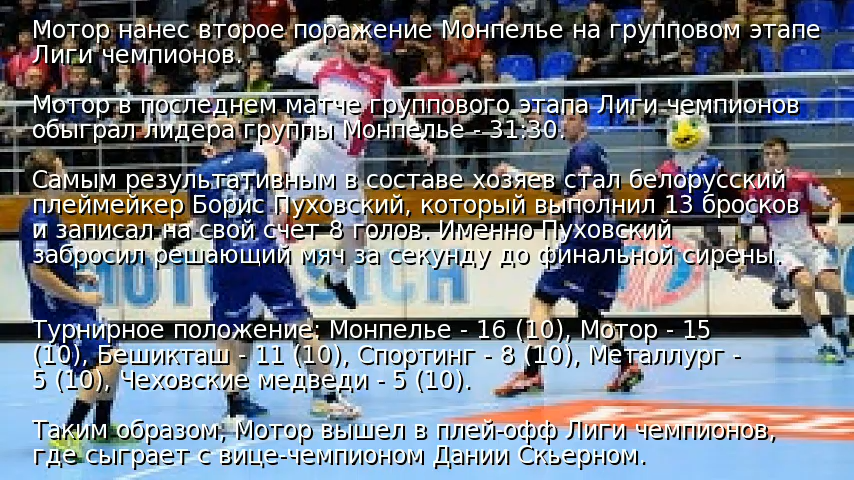 Мотор нанес второе поражение Монпелье на групповом этапе
Лиги чемпионов.
Мотор в последнем матче группового этапа Лиги чемпионов
обыграл лидера группы Монпелье - 31:30.
Самым результативным в составе хозяев стал белорусский
плеймейкер Борис Пуховский, который выполнил 13 бросков
и записал на свой счет 8 голов. Именно Пуховский
забросил решающий мяч за секунду до финальной сирены.
Турнирное положение: Монпелье - 16 (10), Мотор - 15
(10), Бешикташ - 11 (10), Спортинг - 8 (10), Металлург -
5 (10), Чеховские медведи - 5 (10).
Таким образом, Мотор вышел в плей-офф Лиги чемпионов,
где сыграет с вице-чемпионом Дании Скьерном.